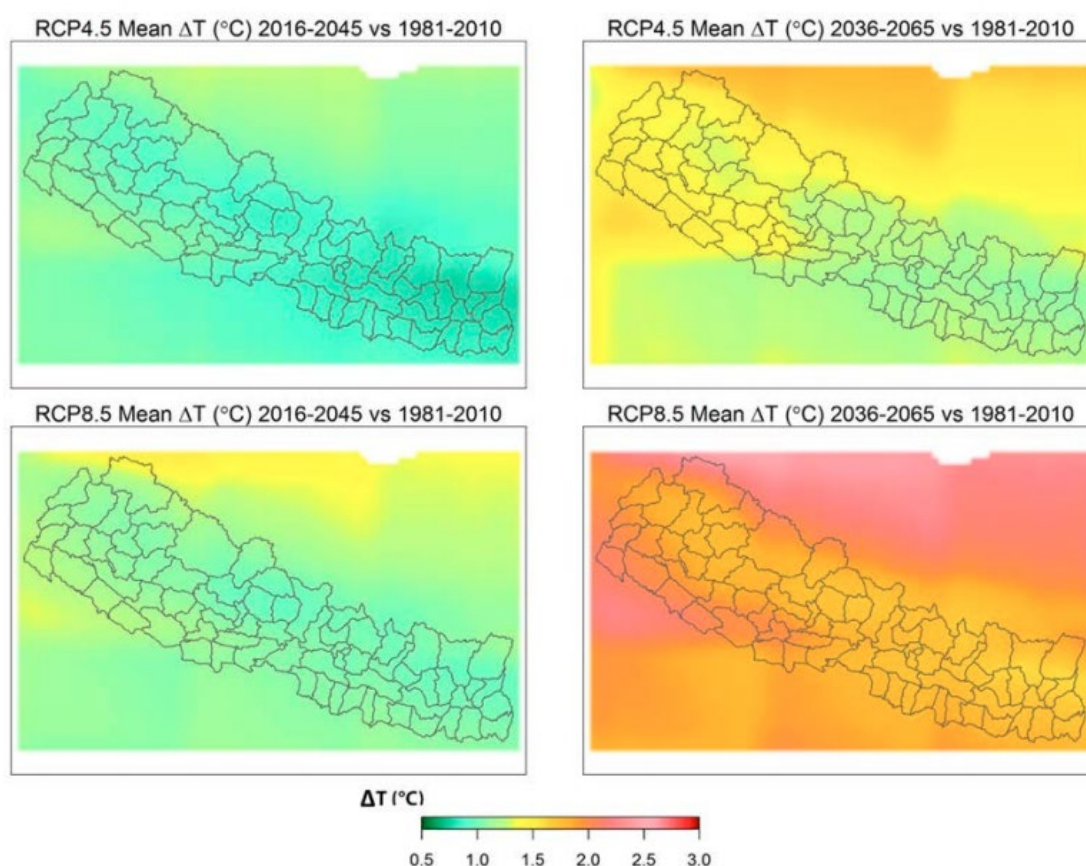 RCP4.5 Mean ΔT (°C) 2016-2045 vs 1981-2010
RCP4.5 Mean ΔT (°C) 2036-2065 vs 1981-2010
RCP8.5 Mean ΔT (°C) 2016-2045 vs 1981-2010
RCP8.5 Mean ΔT (°C) 2036-2065 vs 1981-2010
ΔT (°C)
0.5 1.0 1.5 2.0 2.5 3.0